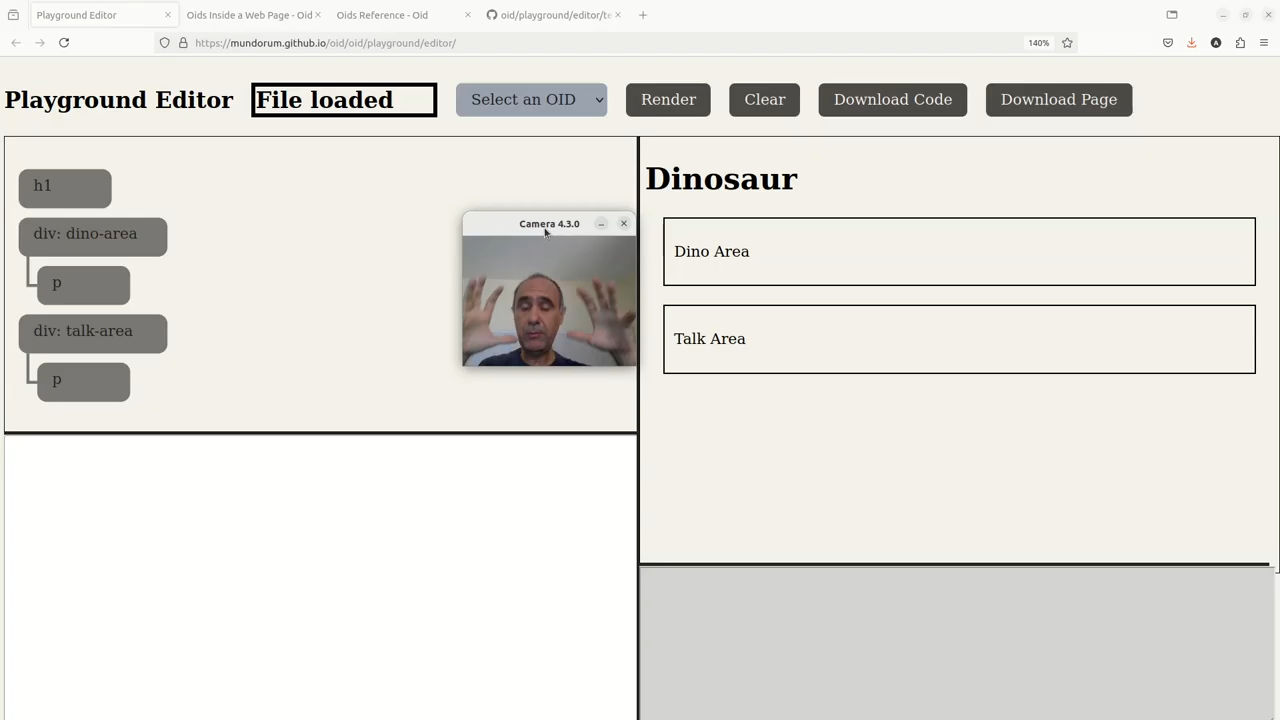 Playground Editor
Oids Inside a Web Page - Oid
Oids Reference - Oid
oid/playground/editor/te
https://mundorum.github.io/oid/oid/playground/editor/
140%
Playground Editor
File loaded
Select an OID
Render
Clear
Download Code
Download Page
h1
div: dino-area
p
div: talk-area
p
Camera 4.3.0
Dinosaur
Dino Area
Talk Area